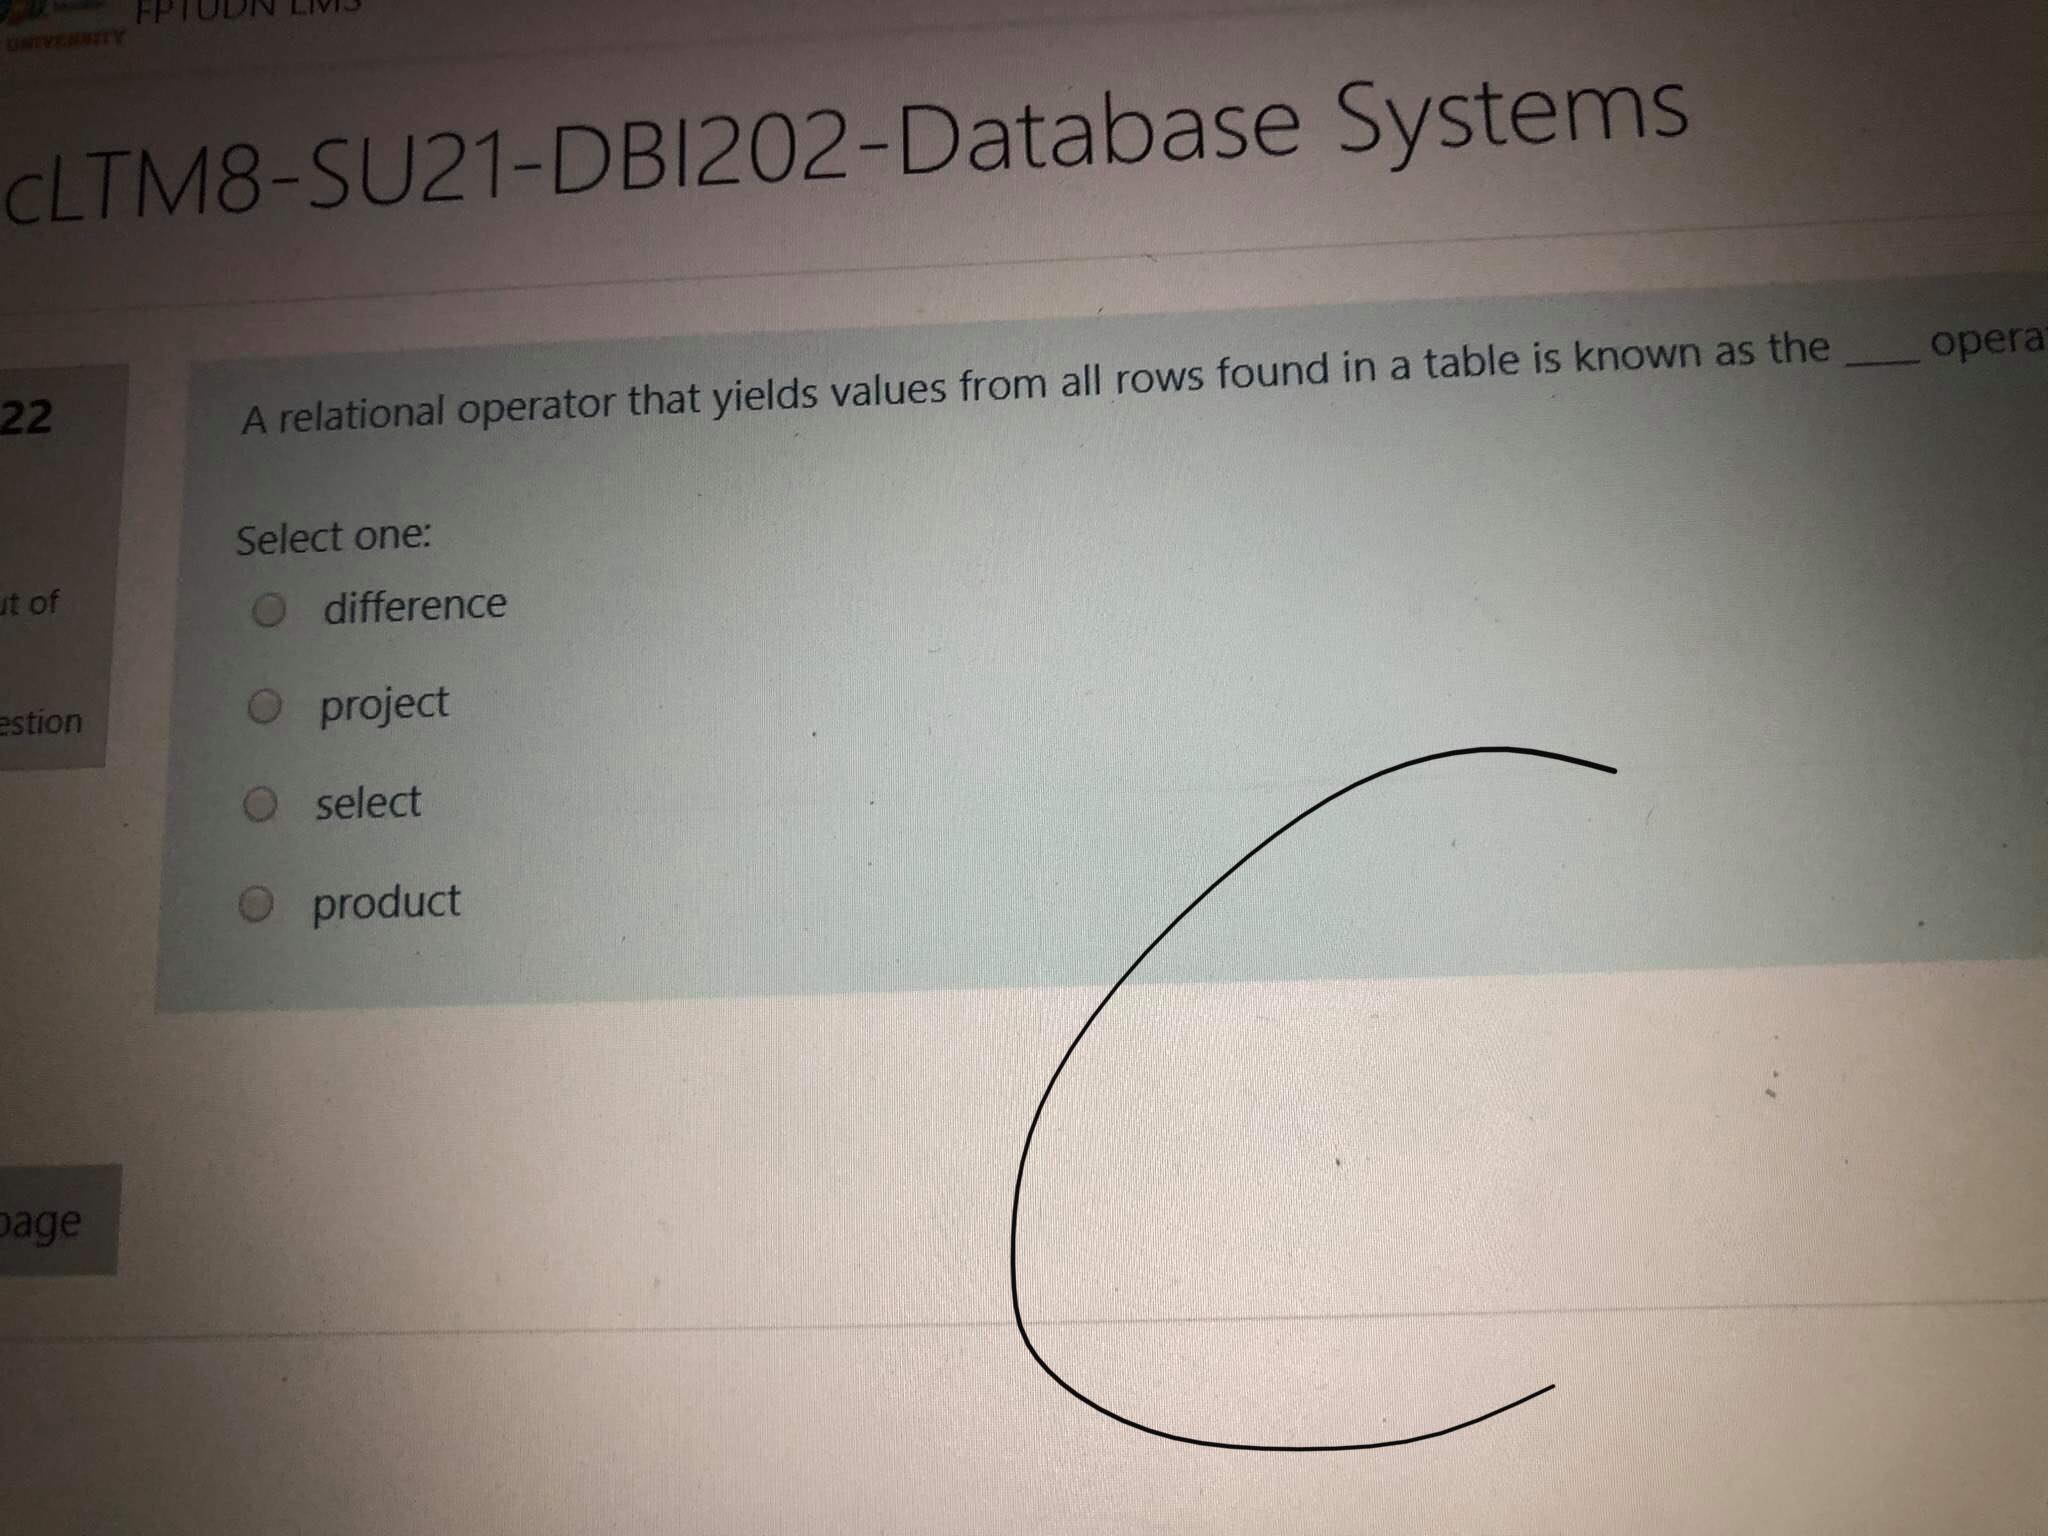 FPTUDN LMS
UNIVERSITY
cLTM8-SU21-DBI202-Database Systems
22
A relational operator that yields values from all rows found in a table is known as the ____ opera
ut of
estion
Select one:
difference
project
select
product
page
C